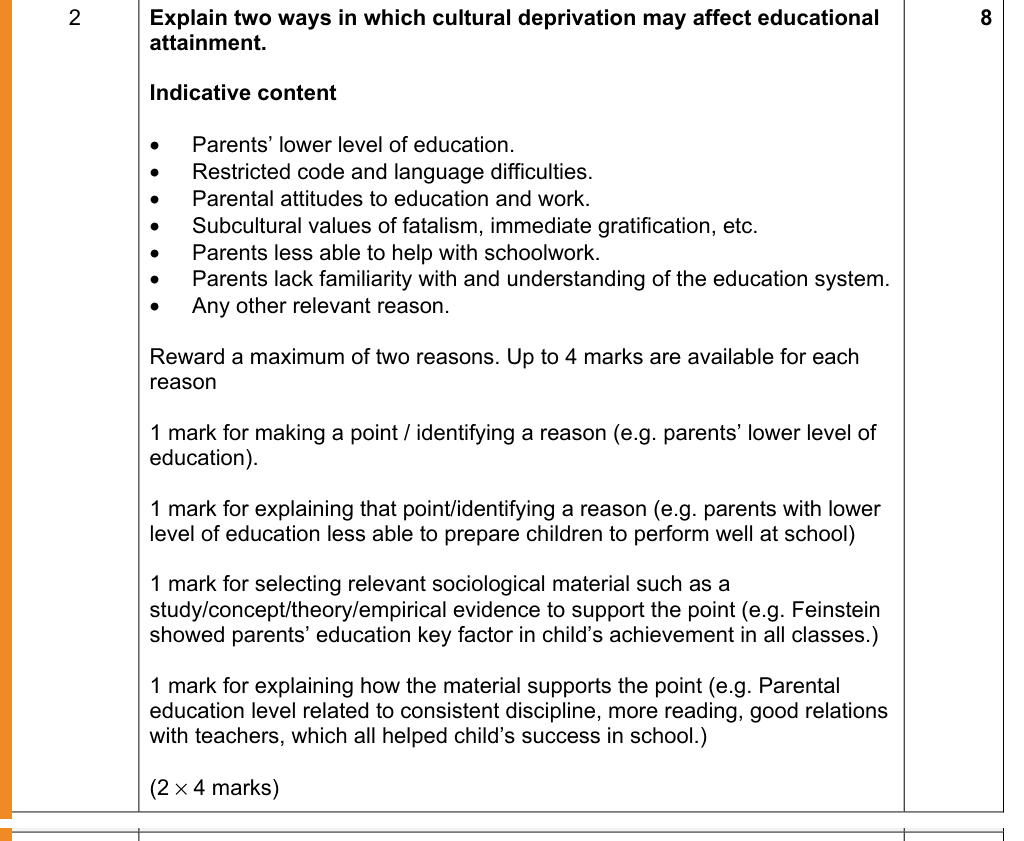 2 Explain two ways in which cultural deprivation may affect educational 8
attainment.
Indicative content
• Parents’ lower level of education.
• Restricted code and language difficulties.
• Parental attitudes to education and work.
• Subcultural values of fatalism, immediate gratification, etc.
• Parents less able to help with schoolwork.
• Parents lack familiarity with and understanding of the education system.
• Any other relevant reason.
Reward a maximum of two reasons. Up to 4 marks are available for each
reason
1 mark for making a point / identifying a reason (e.g. parents’ lower level of
education).
1 mark for explaining that point/identifying a reason (e.g. parents with lower
level of education less able to prepare children to perform well at school)
1 mark for selecting relevant sociological material such as a
study/concept/theory/empirical evidence to support the point (e.g. Feinstein
showed parents’ education key factor in child’s achievement in all classes.)
1 mark for explaining how the material supports the point (e.g. Parental
education level related to consistent discipline, more reading, good relations
with teachers, which all helped child’s success in school.)
(2 × 4 marks)